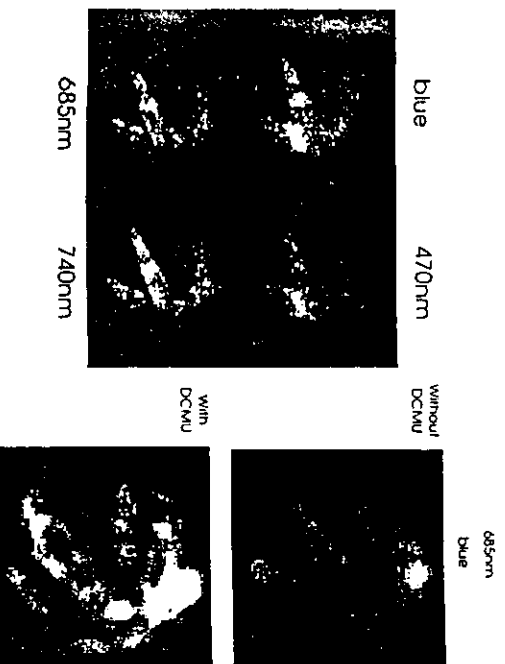 blue
470nm
685nm
740nm
685nm
blue
Without
DCMU
With
DCMU